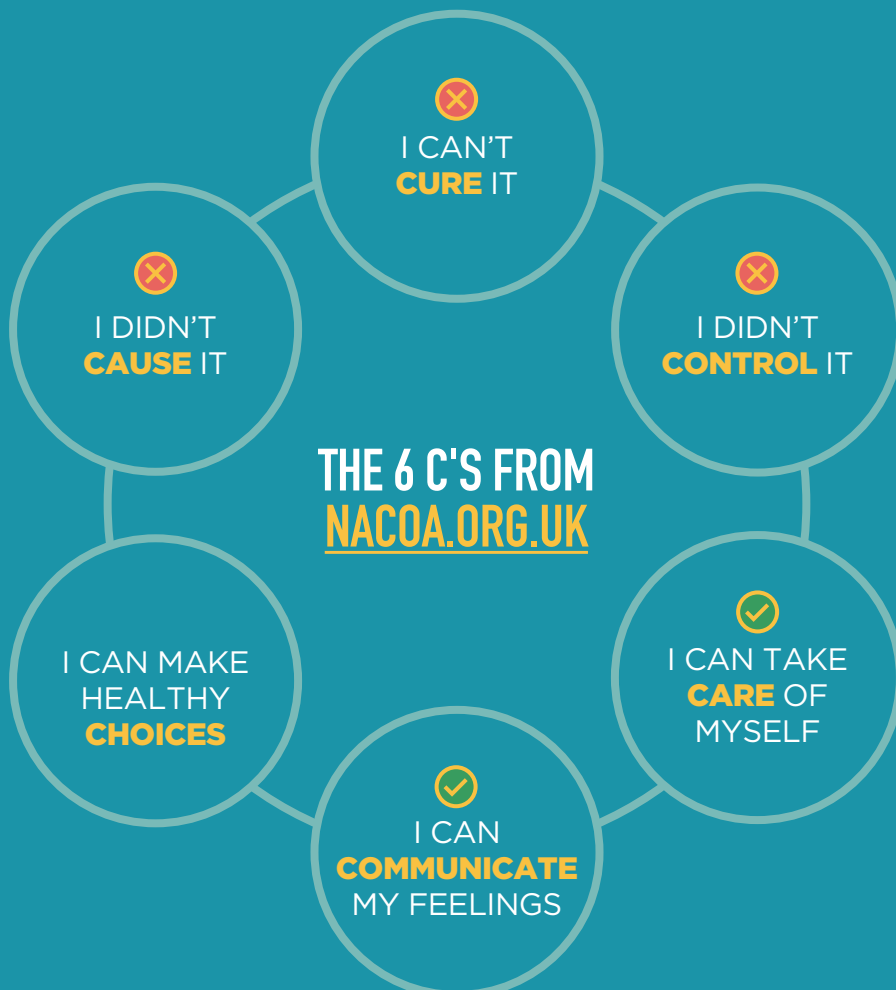 I CAN'T
CURE IT
I DIDN'T
CAUSE IT
I DIDN'T
CONTROL IT
THE 6 C'S FROM
NACOA.ORG.UK
I CAN MAKE
HEALTHY
CHOICES
I CAN TAKE
CARE OF
MYSELF
I CAN
COMMUNICATE
MY FEELINGS